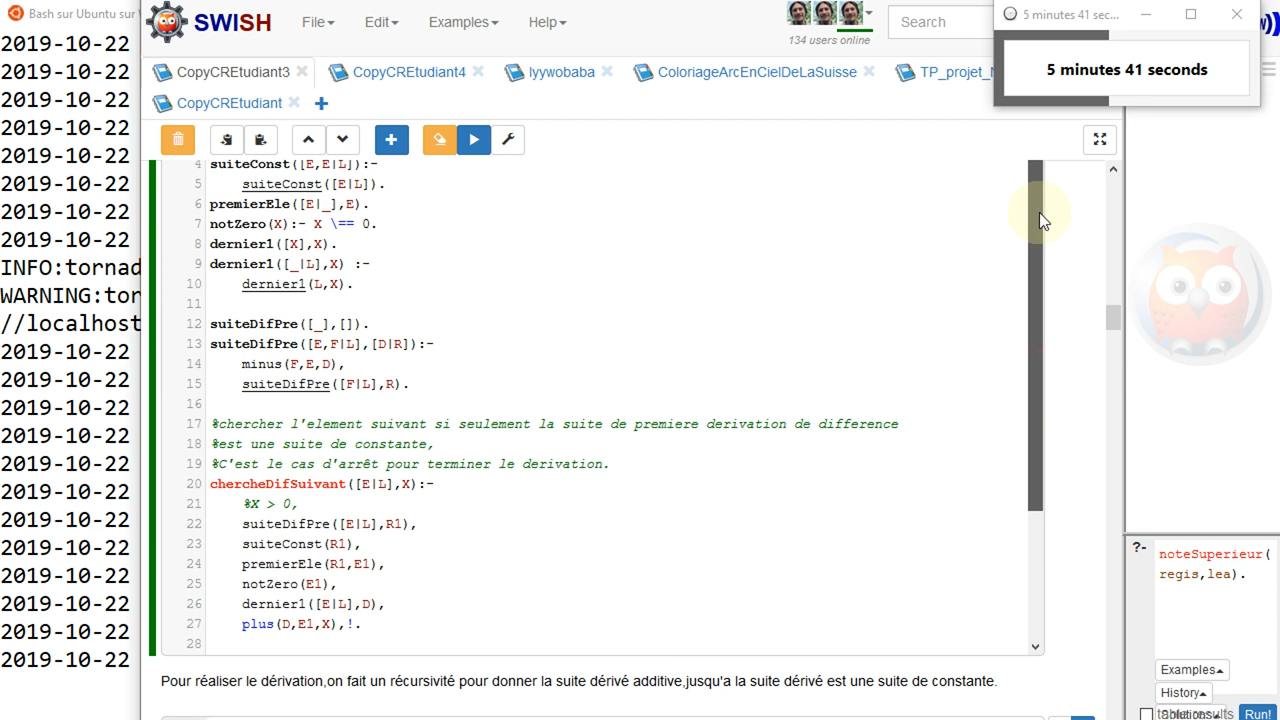 Bash sur Ubuntu sur
2019-10-22
2019-10-22
2019-10-22
2019-10-22
2019-10-22
2019-10-22
2019-10-22
2019-10-22
INFO:tornad
WARNING:tor
//localhost
2019-10-22
2019-10-22
2019-10-22
2019-10-22
2019-10-22
2019-10-22
2019-10-22
2019-10-22
2019-10-22
2019-10-22
2019-10-22
2019-10-22
SWISH File Edit Examples Help
134 users online
Search
5 minutes 41 sec...
5 minutes 41 seconds
CopyCREtudiant3 CopyCREtudiant4 lyywobaba ColoriageArcEnCielDeLaSuisse
CopyCREtudiant
4 suiteConst([E,E|L]):-
5 suiteConst([E|L]).
6 premierEle([E|_],E).
7 notZero(X):- X \== 0.
8 dernier1([X],X).
9 dernier1([_|L],X) :-
10 dernier1(L,X).
11
12 suiteDifPre([_],[]).
13 suiteDifPre([E,F|L],[D|R]):-
14 minus(F,E,D),
15 suiteDifPre([F|L],R).
16
17 %chercher l'element suivant si seulement la suite de premiere derivation de difference
18 %est une suite de constante,
19 %C'est le cas d'arrêt pour terminer le derivation.
20 chercheDifSuivant([E|L],X):-
21 %X > 0,
22 suiteDifPre([E|L],R1),
23 suiteConst(R1),
24 premierEle(R1,E1),
25 notZero(E1),
26 dernier1([E|L],D),
27 plus(D,E1,X),!.
28
Pour réaliser le dérivation,on fait un récursivité pour donner la suite dérivé additive,jusqu'a la suite dérivé est une suite de constante.
?- noteSuperieur(
regis,lea).
Examples
History
Solutions
table results Run!